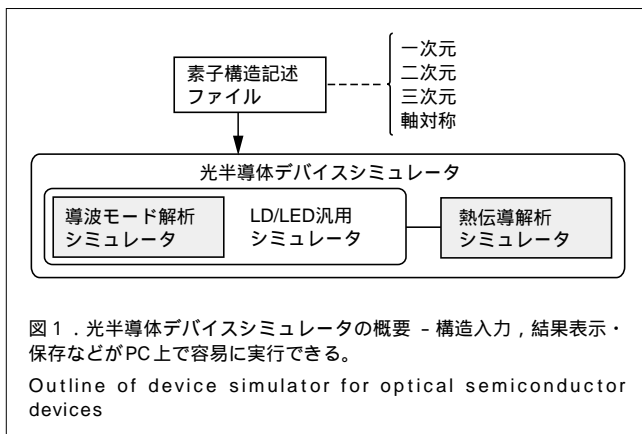 素子構造記述
ファイル
一次元
二次元
三次元
軸対称
光半導体デバイスシミュレータ
導波モード解析
シミュレータ
LD/LED汎用
シミュレータ
熱伝導解析
シミュレータ
図1．光半導体デバイスシミュレータの概要 － 構造入力，結果表示・
保存などがPC上で容易に実行できる。
Outline of device simulator for optical semiconductor
devices